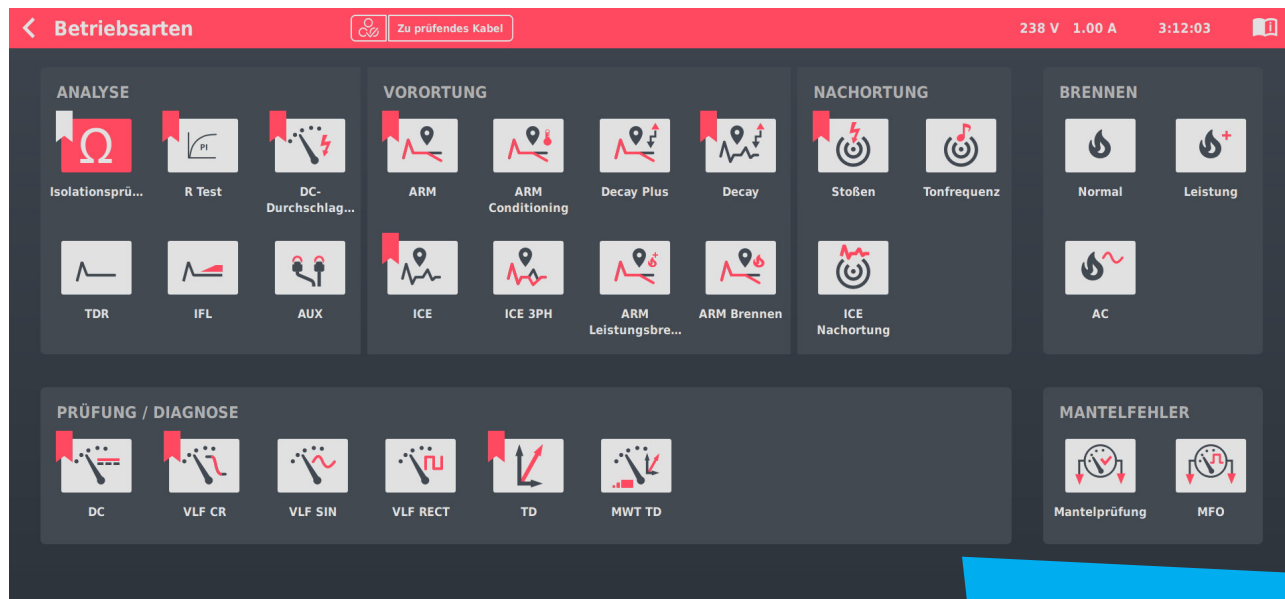 Betriebsarten
Zu prüfendes Kabel
238 V 1.00 A 3:12:03
ANALYSE
Ω
Isolationsprü...
PI
R Test
DC-
Durchschlag...
TDR
IFL
AUX
VORORTUNG
ARM
ARM
Conditioning
Decay Plus
Decay
ICE
ICE 3PH
ARM
Leistungsbre...
ARM Brennen
NACHORTUNG
Stoßen
Tonfrequenz
ICE
Nachortung
BRENNEN
Normal
Leistung
AC
PRÜFUNG / DIAGNOSE
DC
VLF CR
VLF SIN
VLF RECT
TD
MWT TD
MANTELFEHLER
Mantelprüfung
MFO